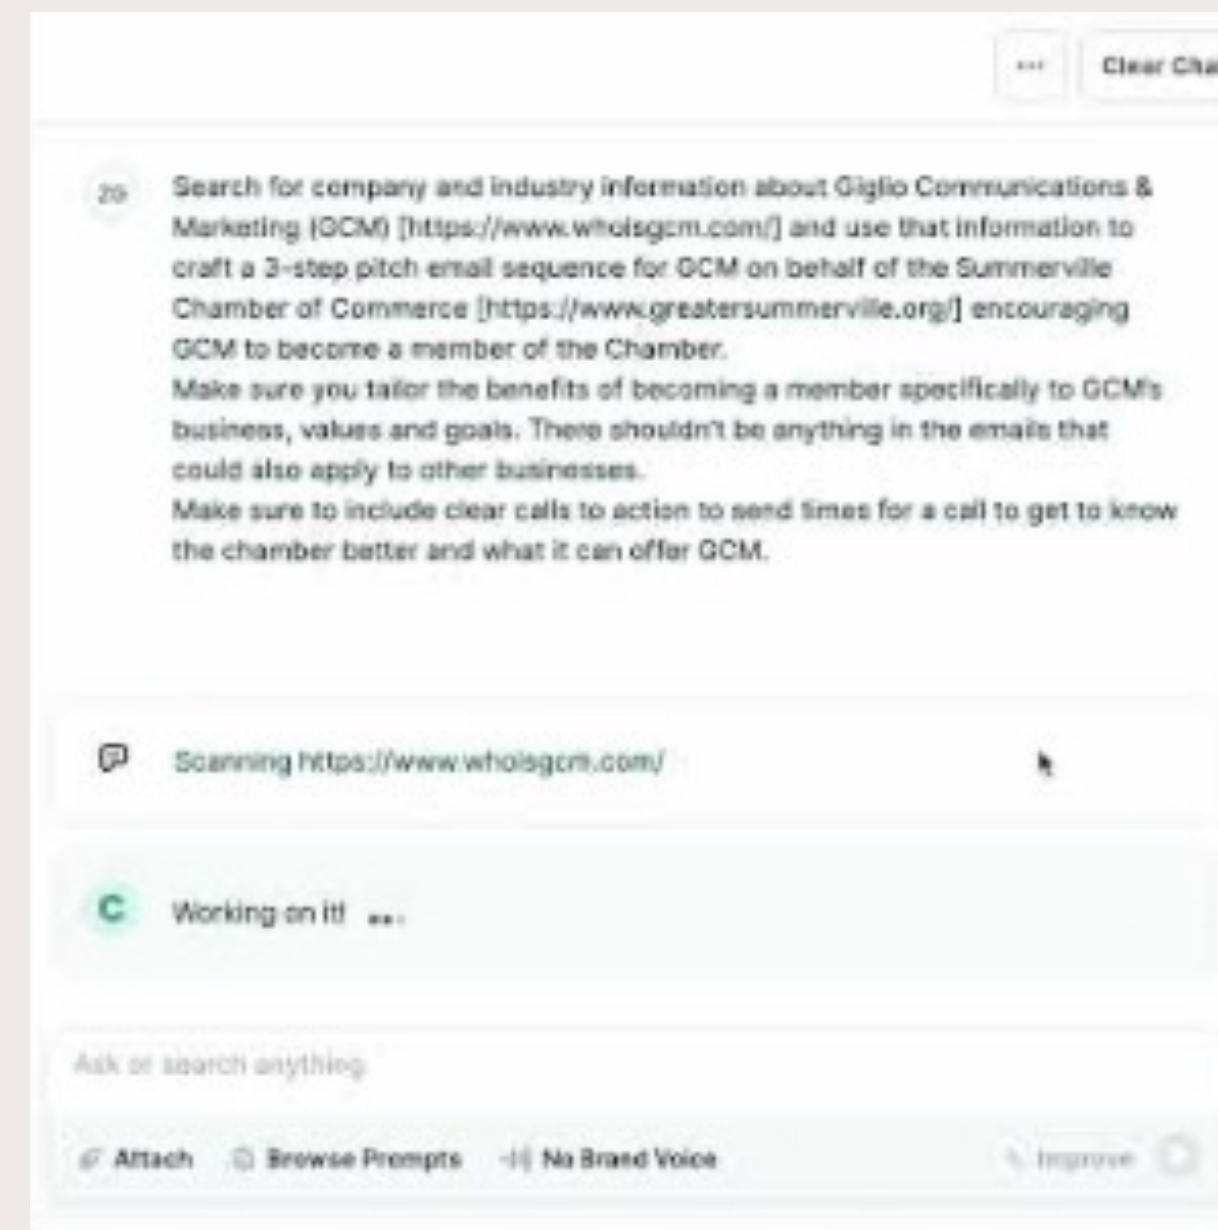 ...
Clear Cha
ZG
Search for company and industry information about Giglio Communications &
Marketing (GCM) [https://www.whoisgcm.com/] and use that information to
craft a 3-step pitch email sequence for GCM on behalf of the Summerville
Chamber of Commerce [https://www.greatersummerville.org/] encouraging
GCM to become a member of the Chamber.
Make sure you tailor the benefits of becoming a member specifically to GCM's
business, values and goals. There shouldn't be anything in the emails that
could also apply to other businesses.
Make sure to include clear calls to action to send times for a call to get to know
the chamber better and what it can offer GCM.
Scanning https://www.whoisgcm.com/
C
Working on it! ...
Ask or search anything
Attach Browse Prompts No Brand Voice Improve